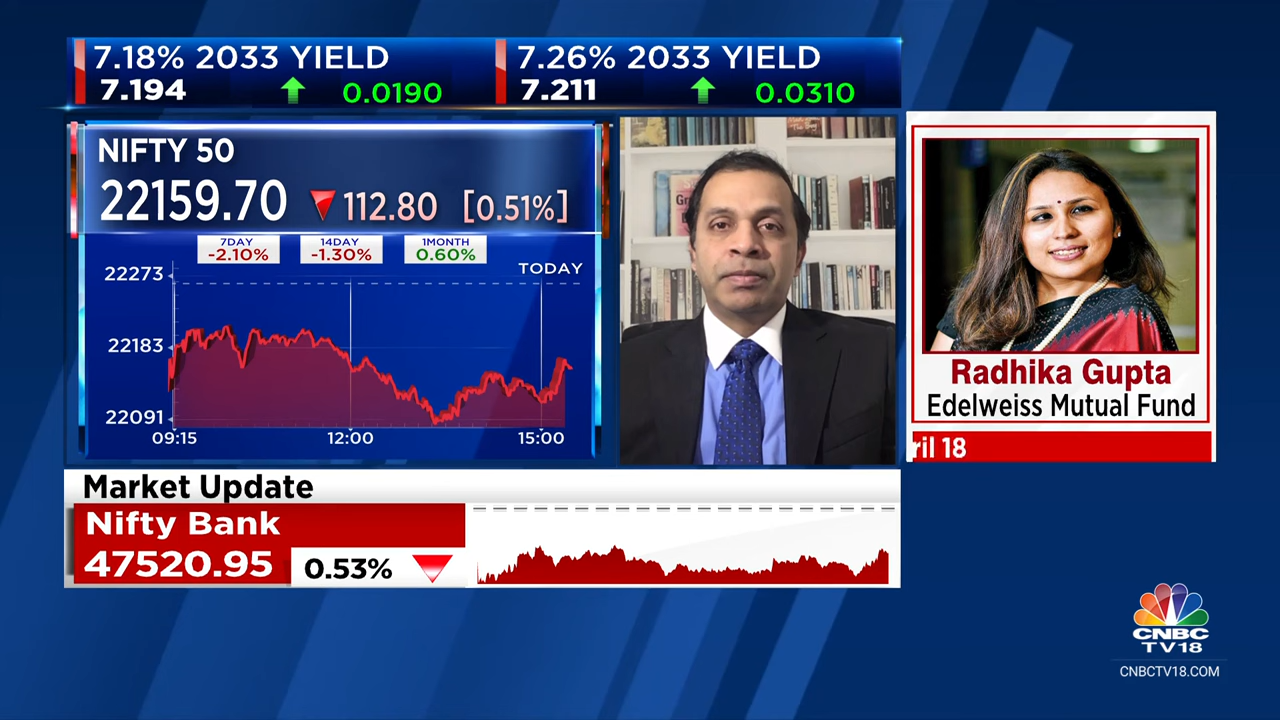 7.18% 2033 YIELD
7.194 0.0190
7.26% 2033 YIELD
7.211 0.0310
NIFTY 50
22159.70 112.80 [0.51%]
7DAY
-2.10%
14DAY
-1.30%
1MONTH
0.60%
TODAY
22273
22183
22091
09:15 12:00 15:00
Radhika Gupta
Edelweiss Mutual Fund
ril 18
Market Update
Nifty Bank
47520.95 0.53%
CNBC
TV18
CNBCTV18.COM